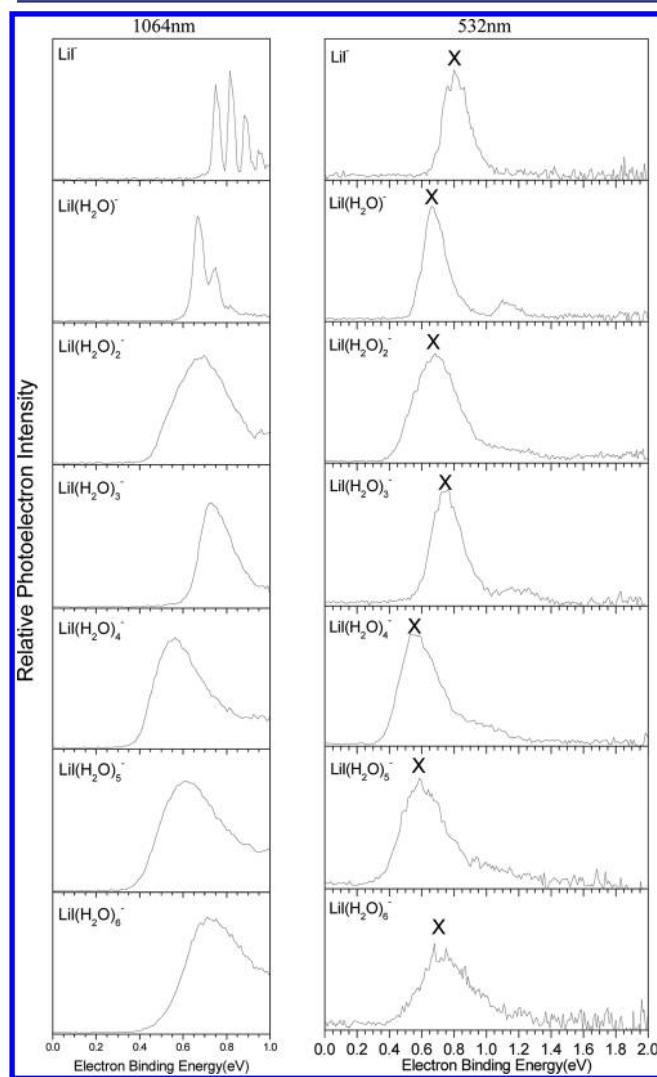 1064nm
532nm
LiI⁻
X
LiI⁻
LiI(H₂O)⁻
X
LiI(H₂O)⁻
LiI(H₂O)₂⁻
X
LiI(H₂O)₂⁻
LiI(H₂O)₃⁻
X
LiI(H₂O)₃⁻
LiI(H₂O)₄⁻
X
LiI(H₂O)₄⁻
LiI(H₂O)₅⁻
X
LiI(H₂O)₅⁻
LiI(H₂O)₆⁻
X
LiI(H₂O)₆⁻
Relative Photoelectron Intensity
0.0 0.2 0.4 0.6 0.8 1.0
0.0 0.2 0.4 0.6 0.8 1.0 1.2 1.4 1.6 1.8 2.0
Electron Binding Energy(eV)
Electron Binding Energy(eV)